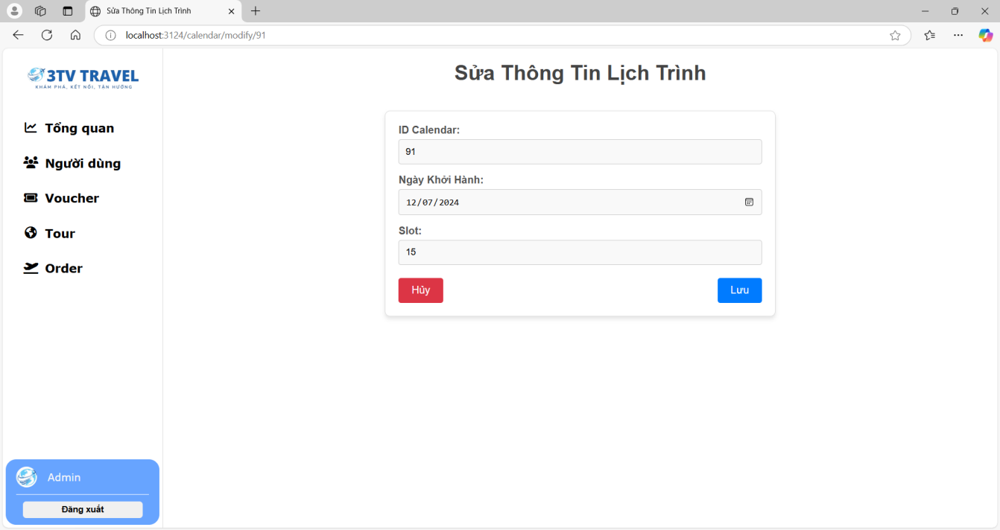 Sửa Thông Tin Lịch Trình
localhost:3124/calendar/modify/91
3TV TRAVEL
KHÁM PHÁ, KẾT NỐI, TẬN HƯỞNG
Tổng quan
Người dùng
Voucher
Tour
Order
Admin
Đăng xuất
Sửa Thông Tin Lịch Trình
ID Calendar:
91
Ngày Khởi Hành:
12/07/2024
Slot:
15
Hủy
Lưu